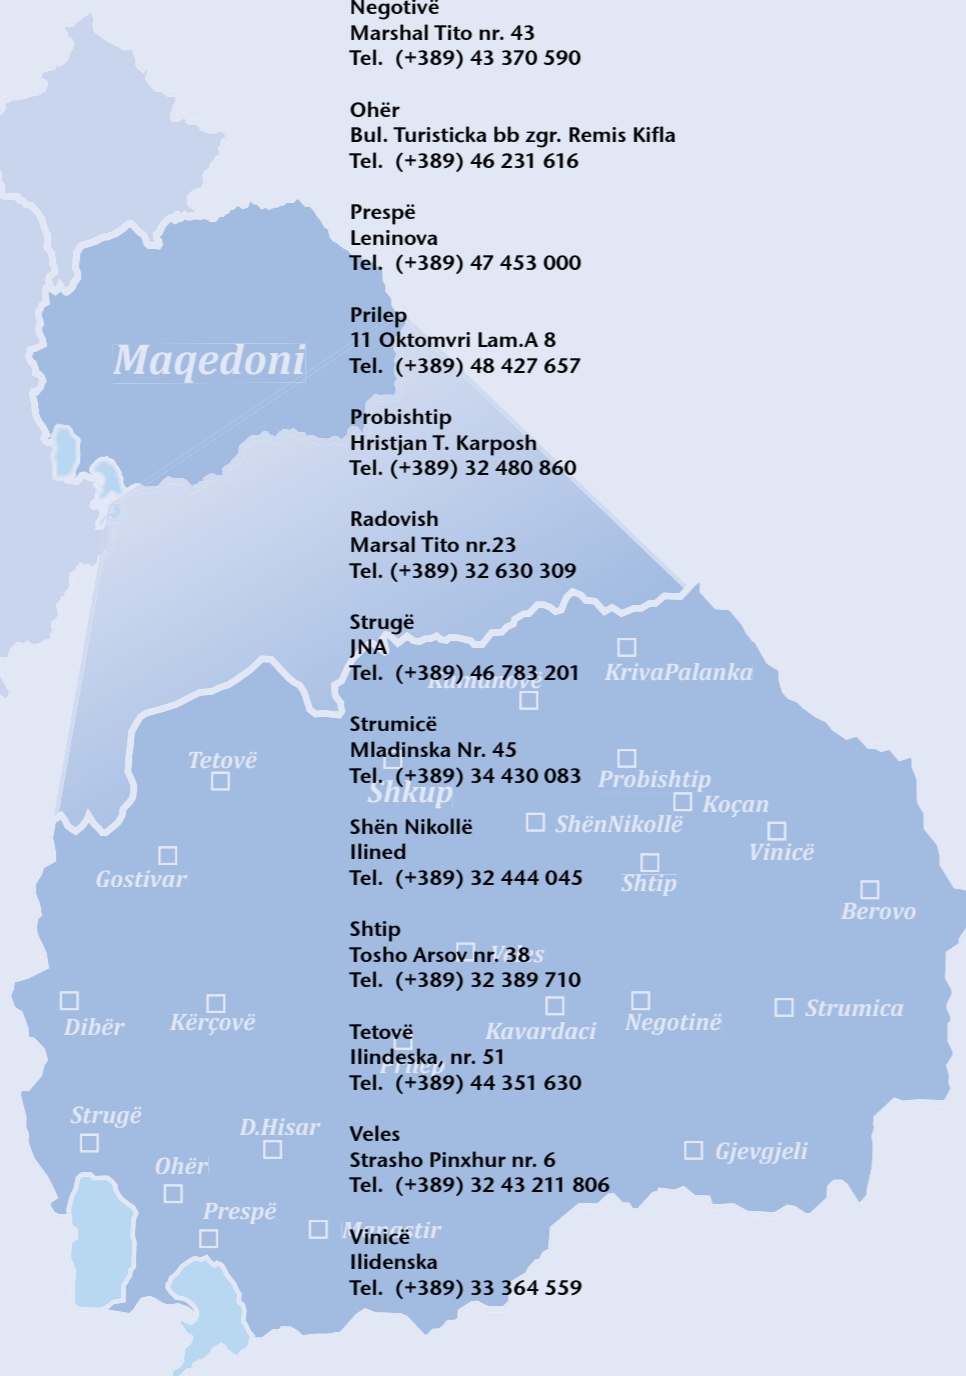 Negotivë
Marshal Tito nr. 43
Tel. (+389) 43 370 590
Ohër
Bul. Turisticka bb zgr. Remis Kifla
Tel. (+389) 46 231 616
Prespë
Leninova
Tel. (+389) 47 453 000
Prilep
11 Oktomvri Lam.A 8
Tel. (+389) 48 427 657
Probishtip
Hristjan T. Karposh
Tel. (+389) 32 480 860
Radovish
Marsal Tito nr.23
Tel. (+389) 32 630 309
Strugë
JNA
Tel. (+389) 46 783 201
Strumicë
Mladinska Nr. 45
Tel. (+389) 34 430 083
Shën Nikollë
Ilined
Tel. (+389) 32 444 045
Shtip
Tosho Arsov nr. 38
Tel. (+389) 32 389 710
Tetovë
Ilindeska, nr. 51
Tel. (+389) 44 351 630
Veles
Strasho Pinxhur nr. 6
Tel. (+389) 32 43 211 806
Vinicë
Ilidenska
Tel. (+389) 33 364 559
Maqedoni
KrivaPalanka
Kumanovë
Tetovë
Shkup
Probishtip
Koçan
ShënNikollë
Vinicë
Gostivar
Shtip
Berovo
Veles
Dibër
Kërçovë
Kavardaci
Negotinë
Strumica
Prilep
Strugë
D.Hisar
Gjevgjeli
Ohër
Prespë
Manastir